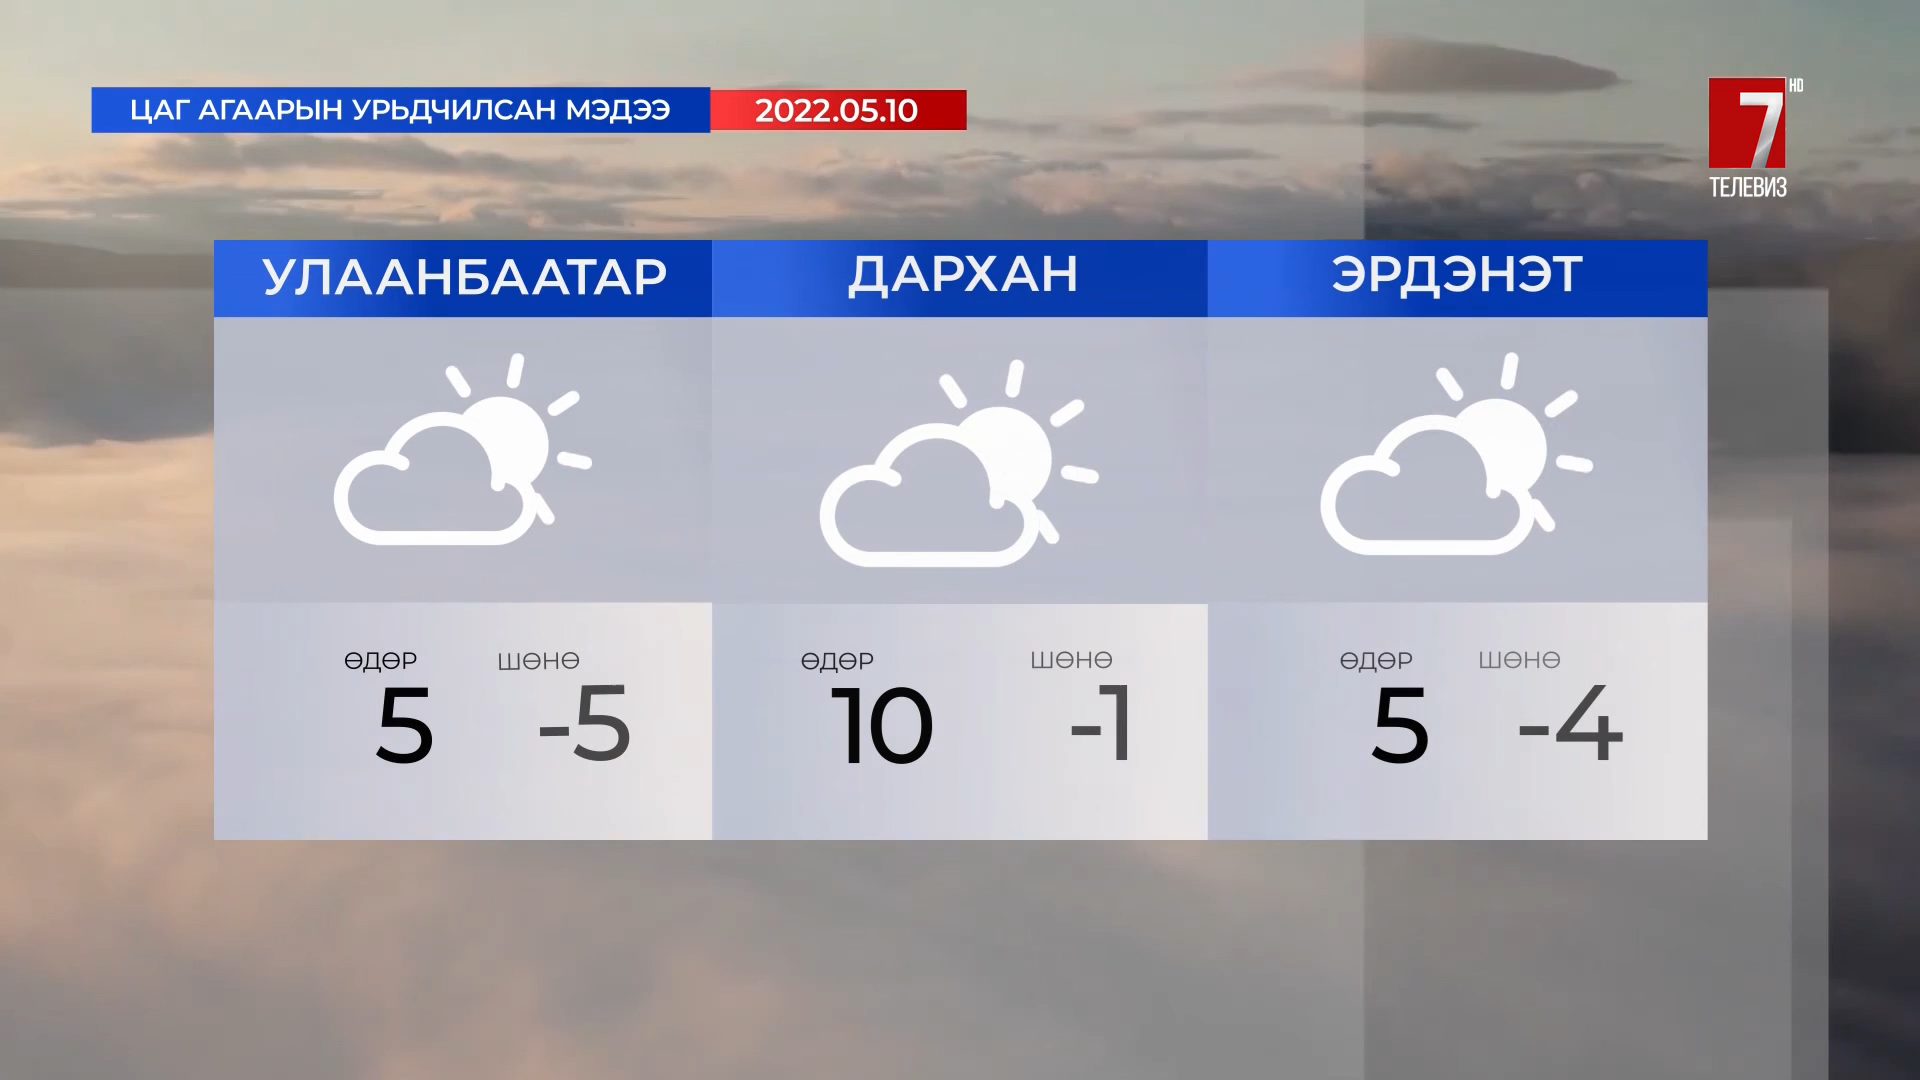 ЦАГ АГААРЫН УРЬДЧИЛСАН МЭДЭЭ 2022.05.10
7 HD
ТЕЛЕВИЗ
УЛААНБААТАР ДАРХАН ЭРДЭНЭТ
ӨДӨР ШӨНӨ ӨДӨР ШӨНӨ ӨДӨР ШӨНӨ
5 -5 10 -1 5 -4